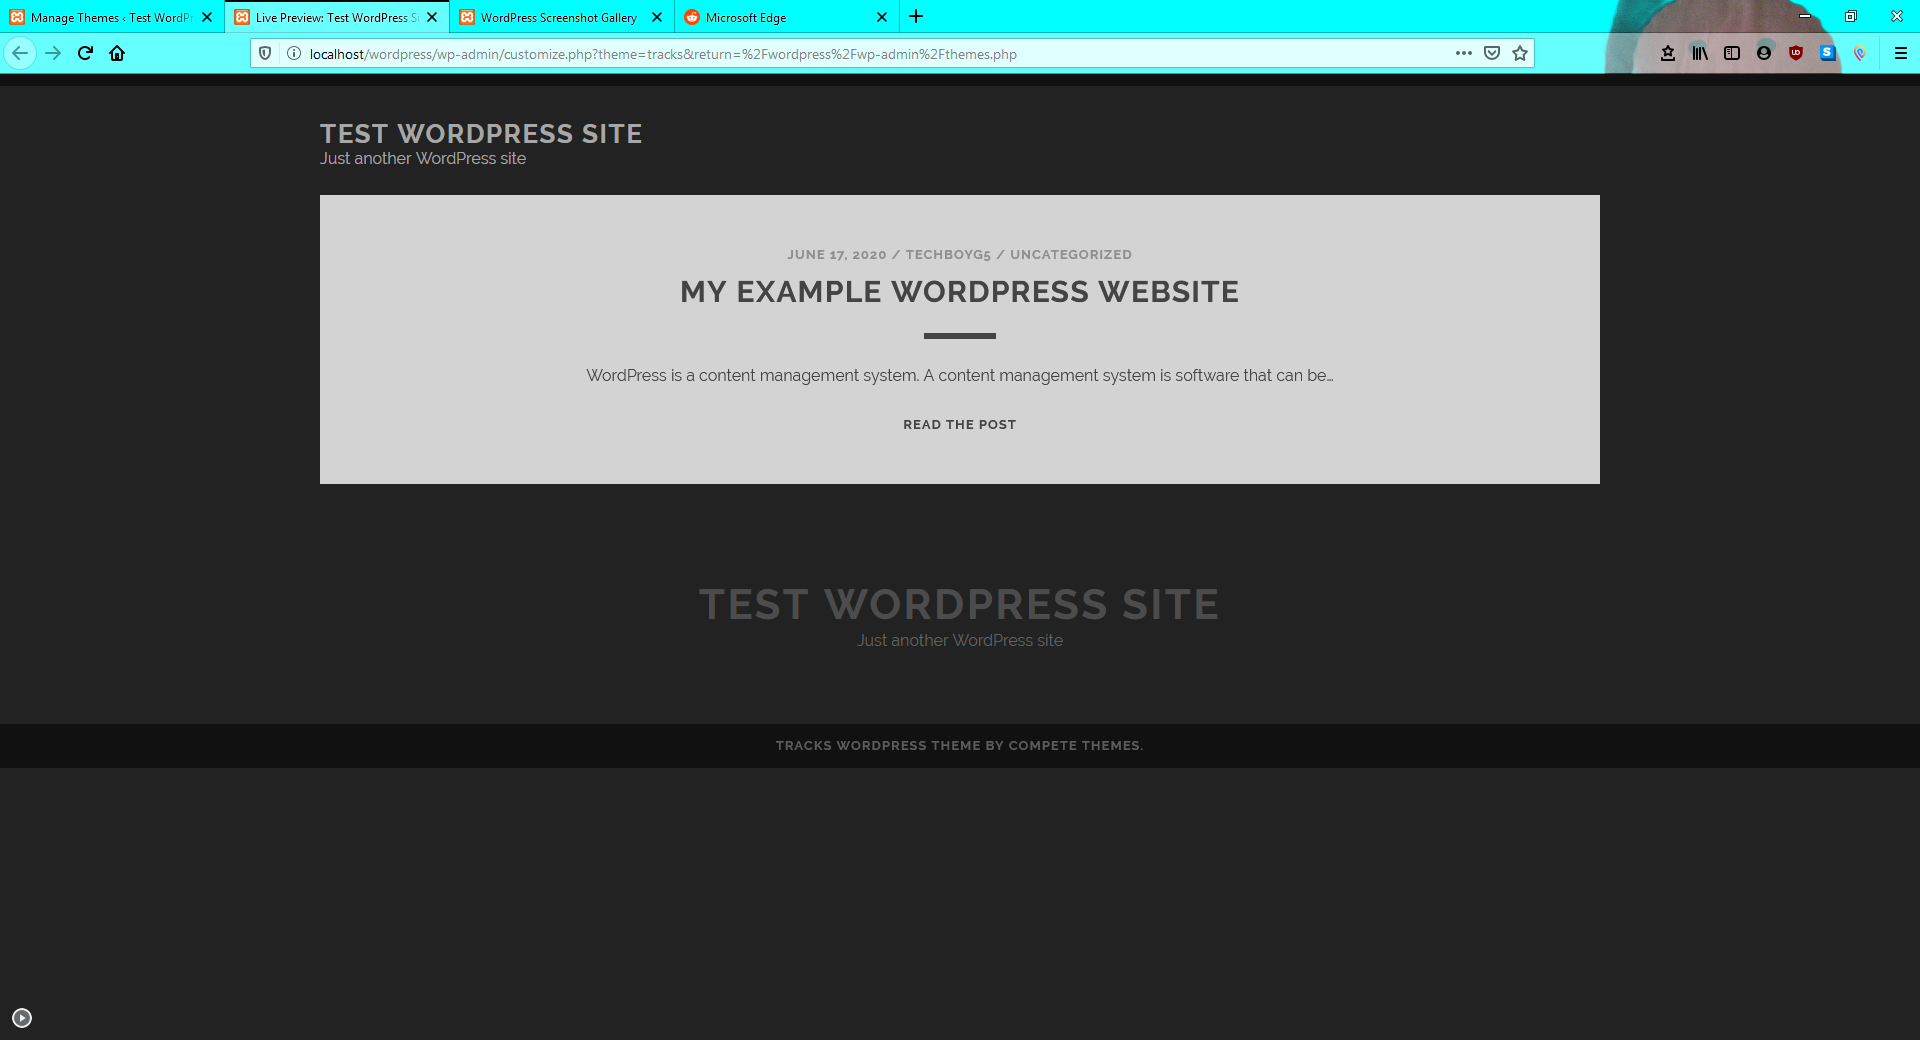 Manage Themes ‹ Test WordPr
Live Preview: Test WordPress S
WordPress Screenshot Gallery
Microsoft Edge
localhost/wordpress/wp-admin/customize.php?theme=tracks&return=%2Fwordpress%2Fwp-admin%2Fthemes.php
TEST WORDPRESS SITE
Just another WordPress site
JUNE 17, 2020 / TECHBOYG5 / UNCATEGORIZED
MY EXAMPLE WORDPRESS WEBSITE
WordPress is a content management system. A content management system is software that can be…
READ THE POST
TEST WORDPRESS SITE
Just another WordPress site
TRACKS WORDPRESS THEME BY COMPETE THEMES.